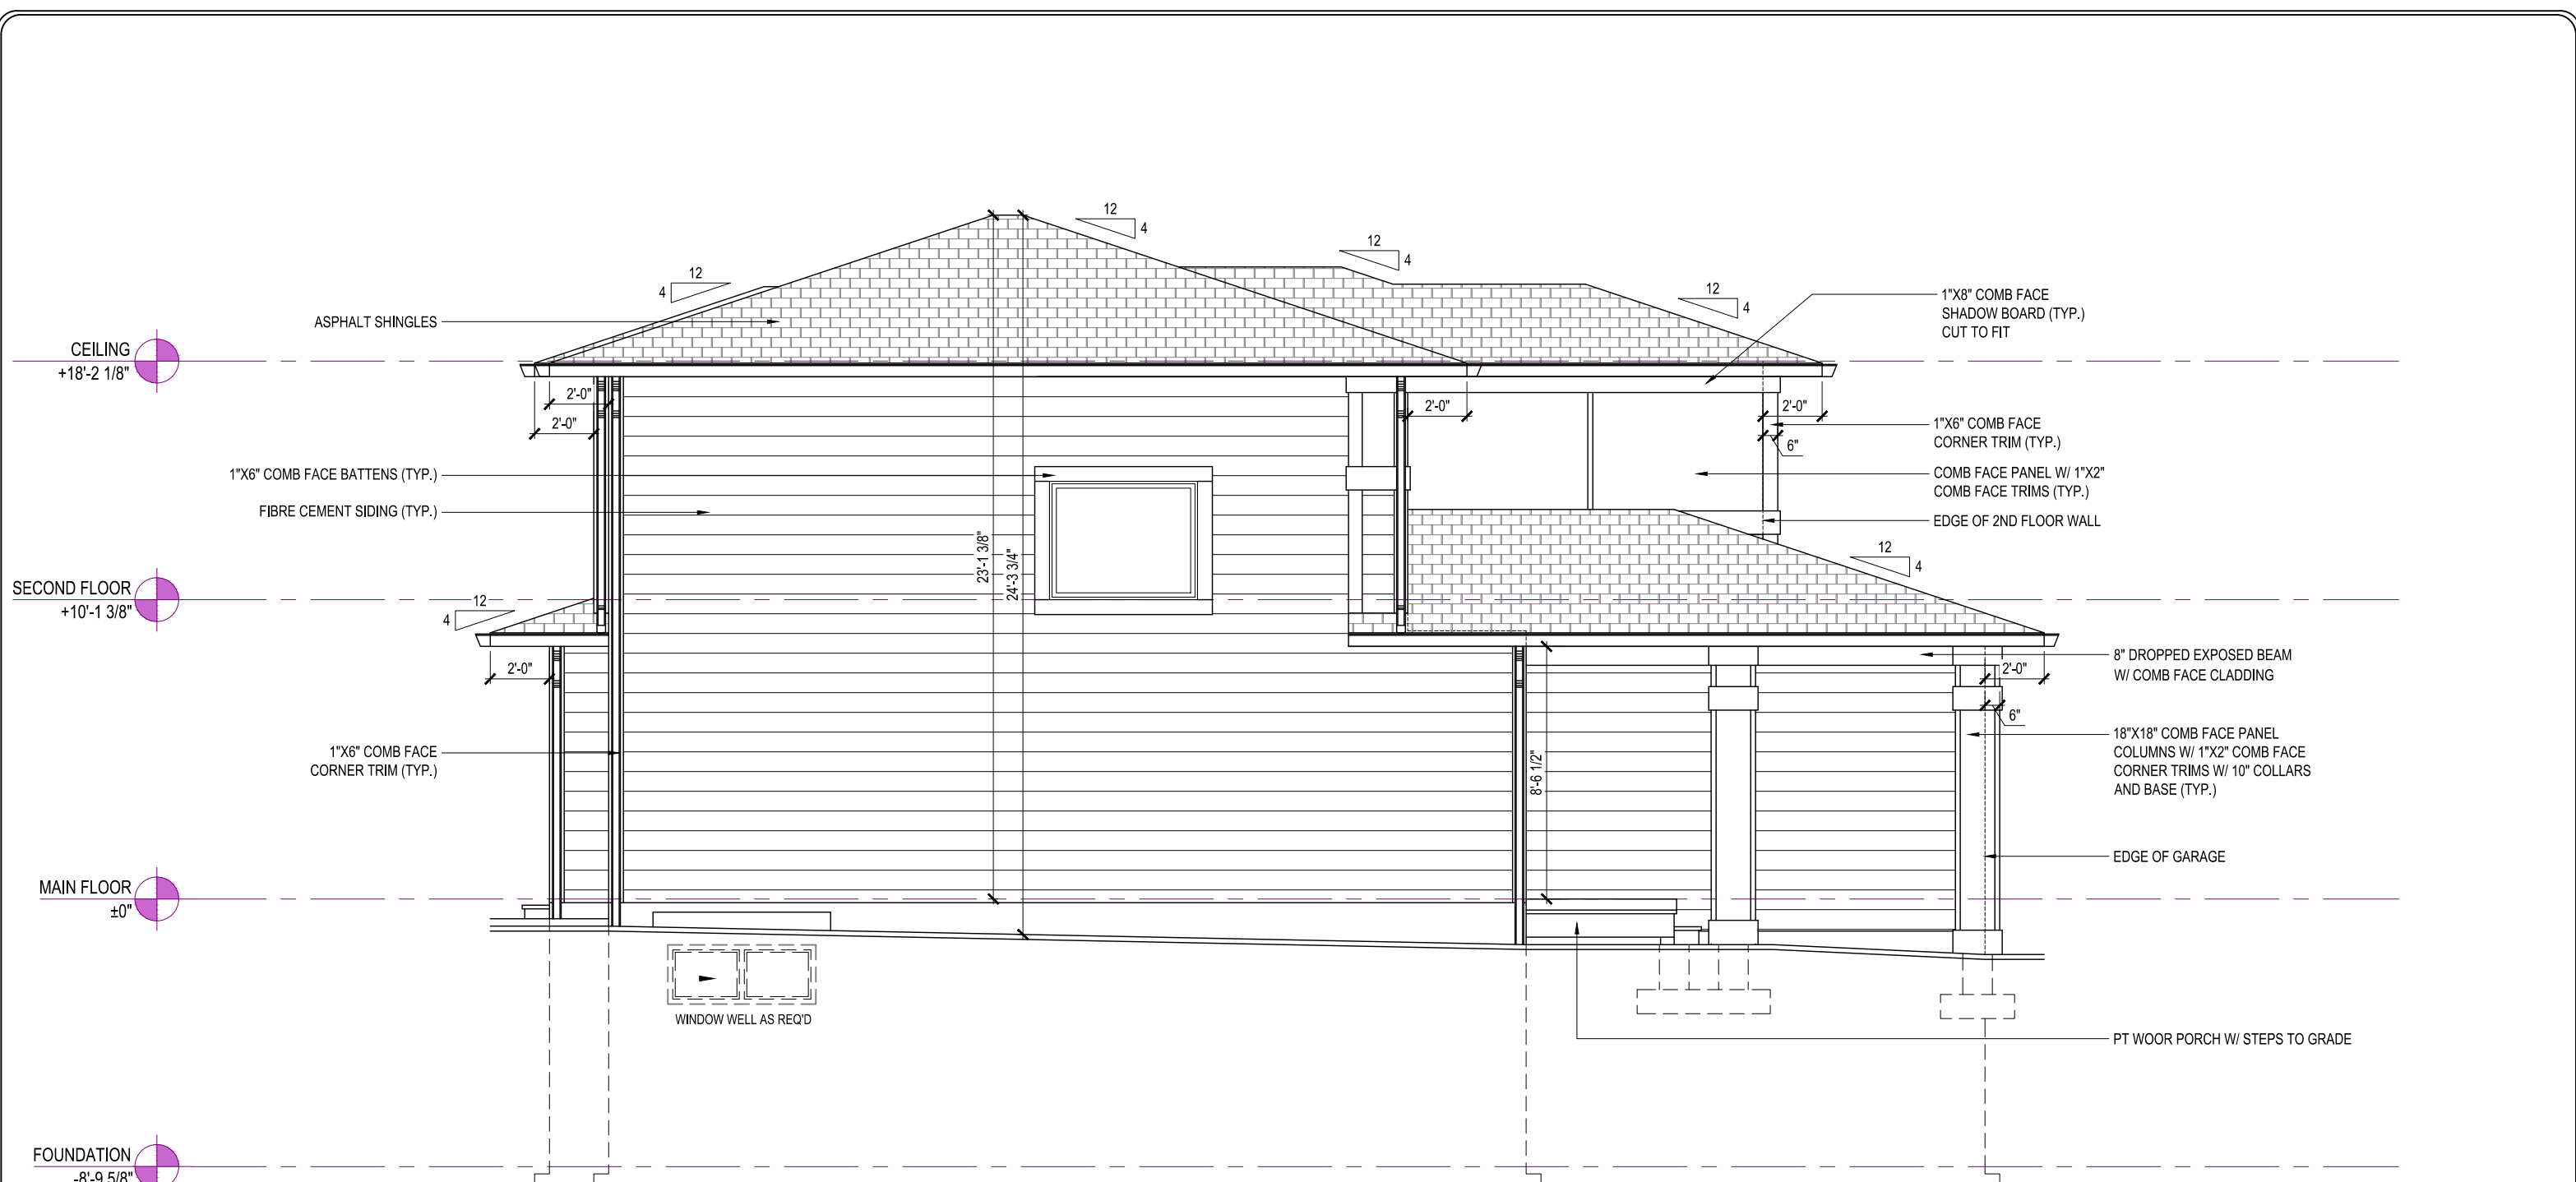 12
4
12
4
12
4
12
4
1"X8" COMB FACE
SHADOW BOARD (TYP.)
CUT TO FIT
ASPHALT SHINGLES
CEILING
+18'-2 1/8"
2'-0"
2'-0"
2'-0"
2'-0"
1"X6" COMB FACE
CORNER TRIM (TYP.)
6"
1"X6" COMB FACE BATTENS (TYP.)
COMB FACE PANEL W/ 1"X2"
COMB FACE TRIMS (TYP.)
FIBRE CEMENT SIDING (TYP.)
EDGE OF 2ND FLOOR WALL
23'-1 3/8"
24'-3 3/4"
12
4
SECOND FLOOR
+10'-1 3/8"
12
4
2'-0"
8" DROPPED EXPOSED BEAM
W/ COMB FACE CLADDING
2'-0"
6"
1"X6" COMB FACE
CORNER TRIM (TYP.)
8'-6 1/2"
18"X18" COMB FACE PANEL
COLUMNS W/ 1"X2" COMB FACE
CORNER TRIMS W/ 10" COLLARS
AND BASE (TYP.)
EDGE OF GARAGE
MAIN FLOOR
±0"
WINDOW WELL AS REQ'D
PT WOOR PORCH W/ STEPS TO GRADE
FOUNDATION
-8'-9 5/8"